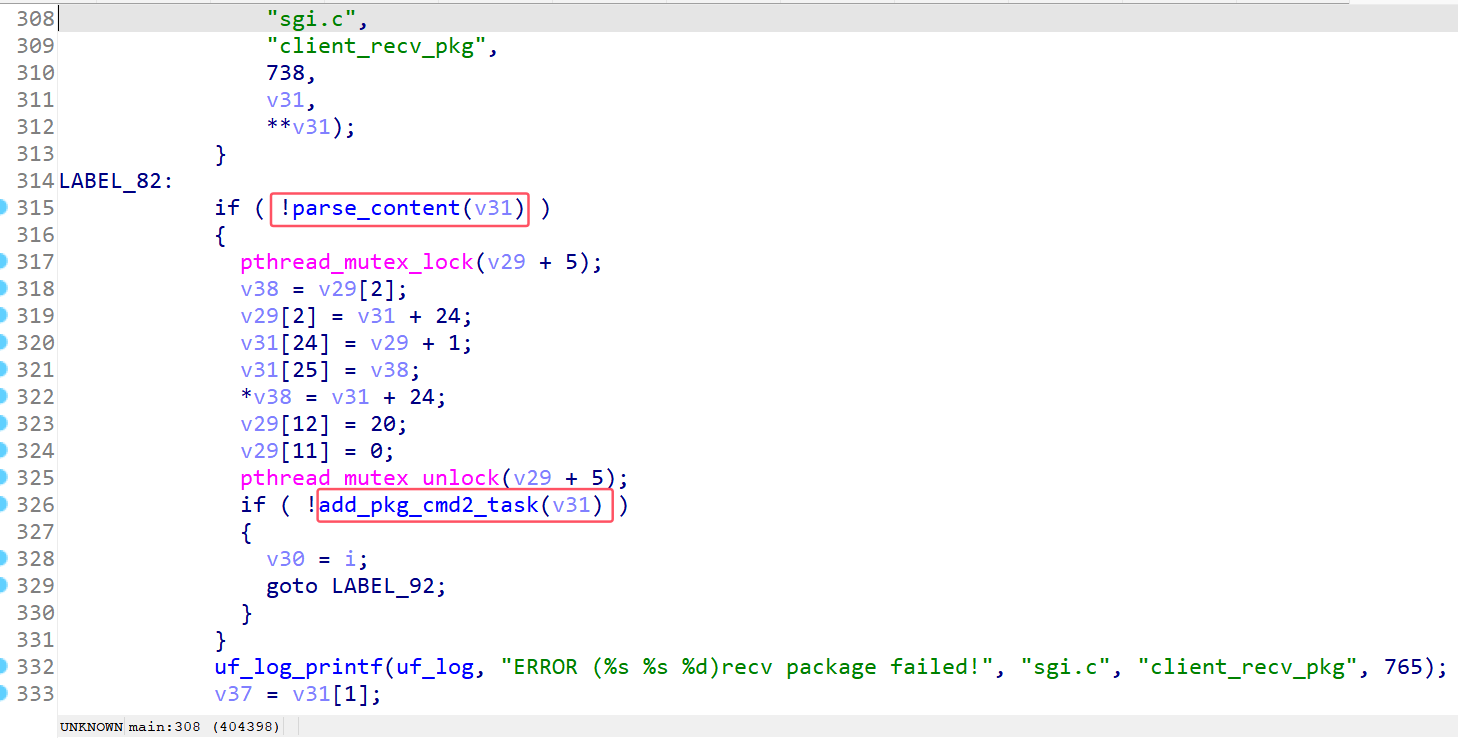 308 "sgi.c",
309 "client_recv_pkg",
310 738,
311 v31,
312 **v31);
313 }
314 LABEL_82:
315 if ( !parse_content(v31) )
316 {
317 pthread_mutex_lock(v29 + 5);
318 v38 = v29[2];
319 v29[2] = v31 + 24;
320 v31[24] = v29 + 1;
321 v31[25] = v38;
322 *v38 = v31 + 24;
323 v29[12] = 20;
324 v29[11] = 0;
325 pthread_mutex_unlock(v29 + 5);
326 if ( !add_pkg_cmd2_task(v31) )
327 {
328 v30 = i;
329 goto LABEL_92;
330 }
331 }
332 uf_log_printf(uf_log, "ERROR (%s %s %d)recv package failed!", "sgi.c", "client_recv_pkg", 765);
333 v37 = v31[1];
UNKNOWN main:308 (404398)